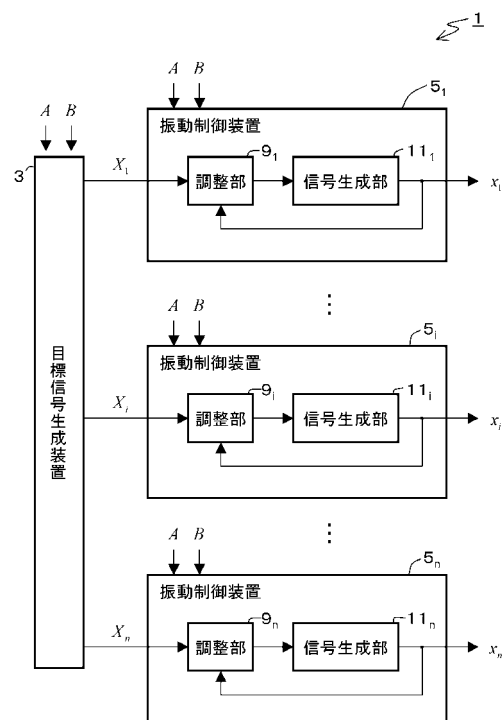 1
A B
5₁
A B
振動制御装置
3
X₁
9₁
11₁
調整部
信号生成部
x₁
⋮
目標信号生成装置
A B
5ᵢ
振動制御装置
Xᵢ
9ᵢ
11ᵢ
調整部
信号生成部
xᵢ
⋮
A B
5ₙ
振動制御装置
Xₙ
9ₙ
11ₙ
調整部
信号生成部
xₙ